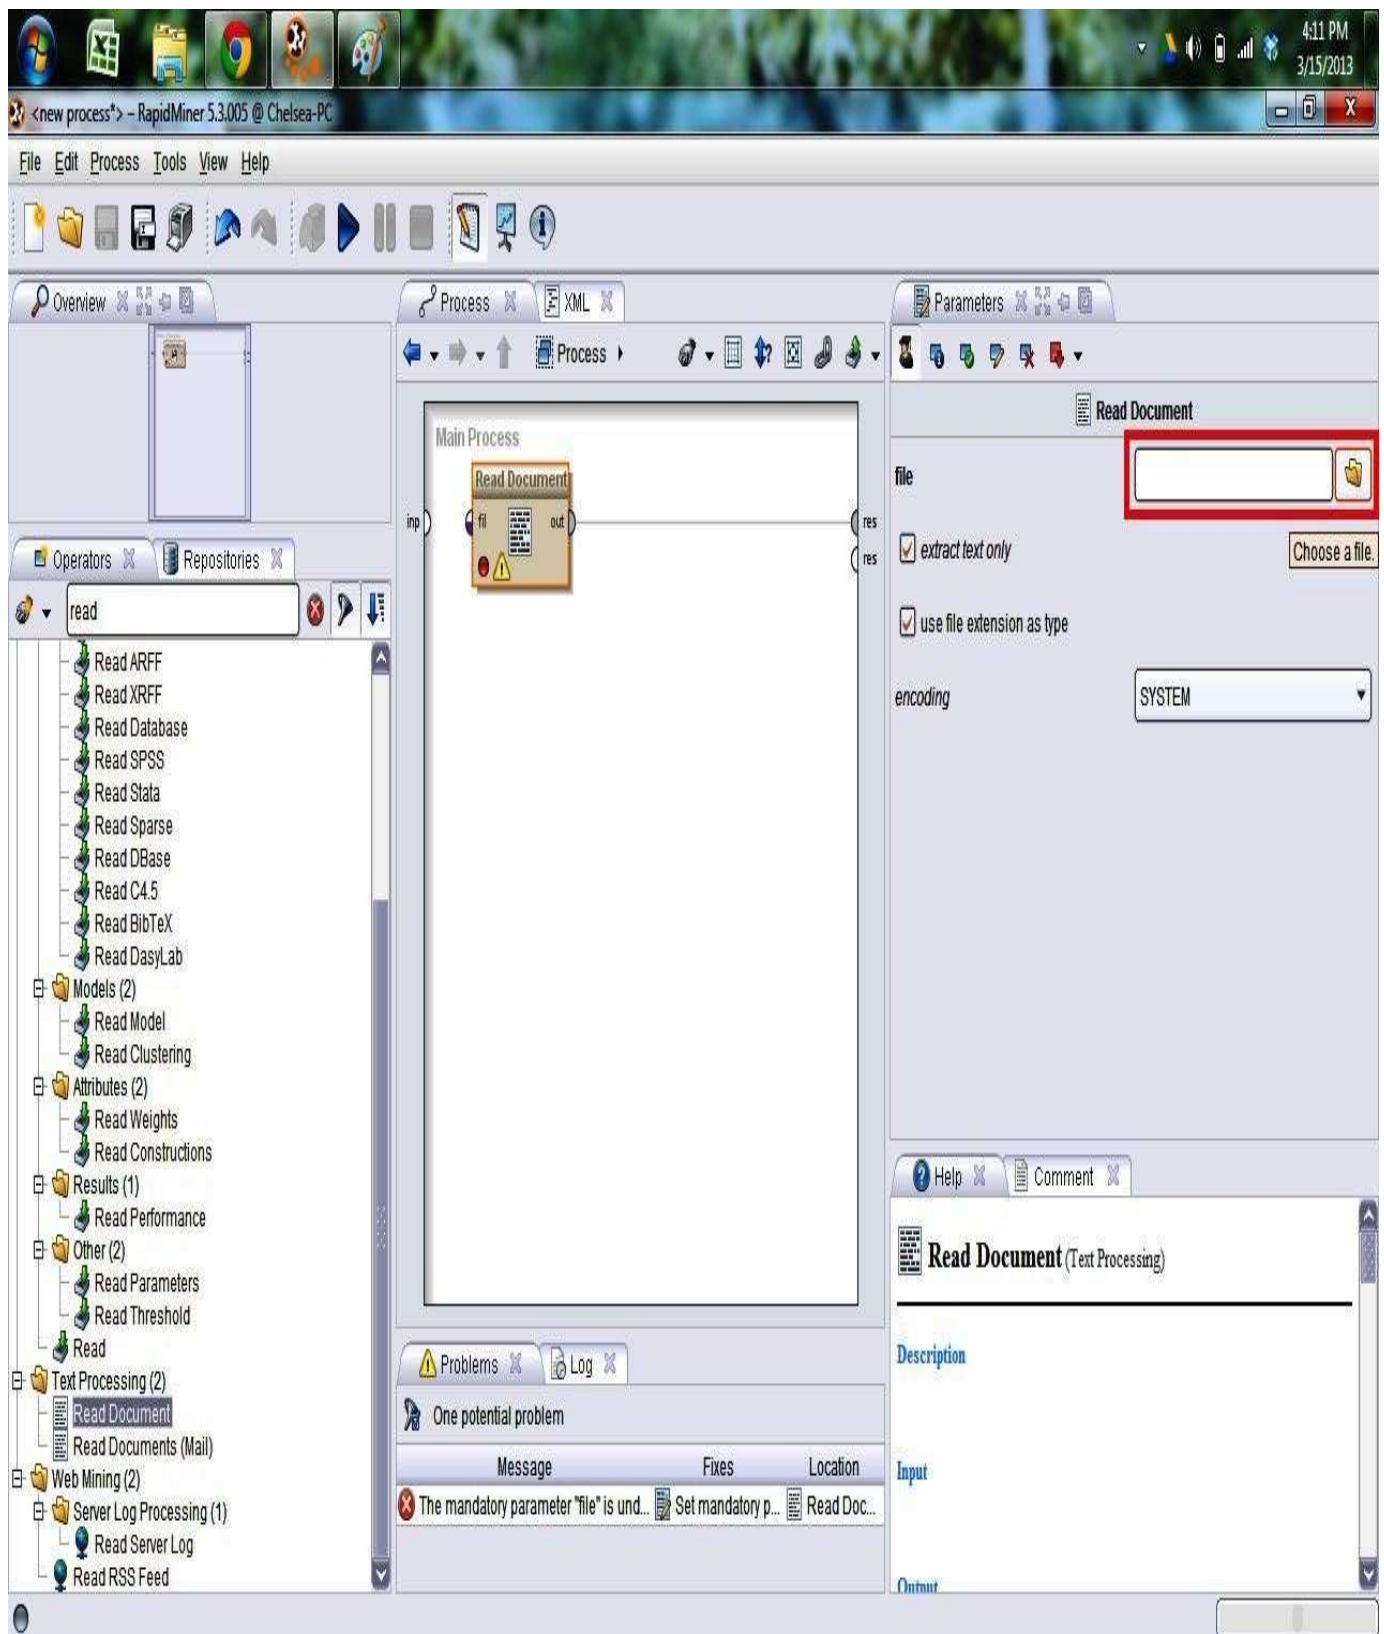 4:11 PM
3/15/2013
<new process*> – RapidMiner 5.3.005 @ Chelsea-PC
File Edit Process Tools View Help
Overview
Process XML
Parameters
Process
Read Document
Main Process
Read Document
file
inp fil out res
res
extract text only
Choose a file.
Operators Repositories
read
use file extension as type
encoding SYSTEM
Read ARFF
Read XRFF
Read Database
Read SPSS
Read Stata
Read Sparse
Read DBase
Read C4.5
Read BibTeX
Read DasyLab
Models (2)
Read Model
Read Clustering
Attributes (2)
Read Weights
Read Constructions
Results (1)
Read Performance
Other (2)
Read Parameters
Read Threshold
Read
Text Processing (2)
Read Document
Read Documents (Mail)
Web Mining (2)
Server Log Processing (1)
Read Server Log
Read RSS Feed
Problems Log
One potential problem
Message Fixes Location
The mandatory parameter "file" is und... Set mandatory p... Read Doc...
Help Comment
Read Document (Text Processing)
Description
Input
Output